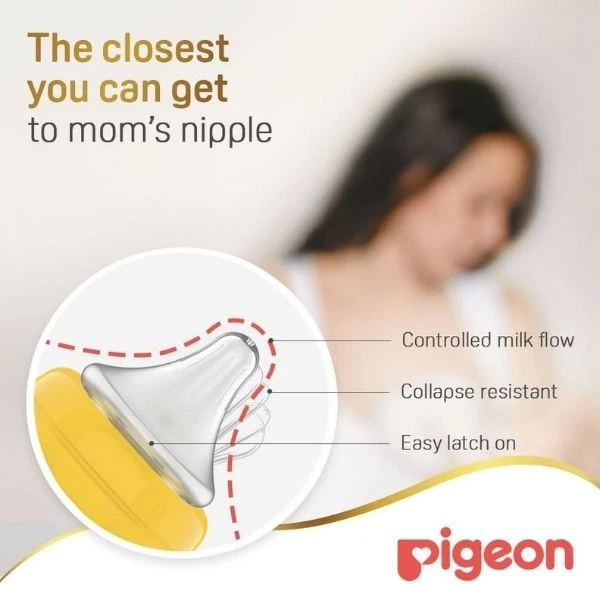 The closest
you can get
to mom's nipple
Controlled milk flow
Collapse resistant
Easy latch on
pigeon